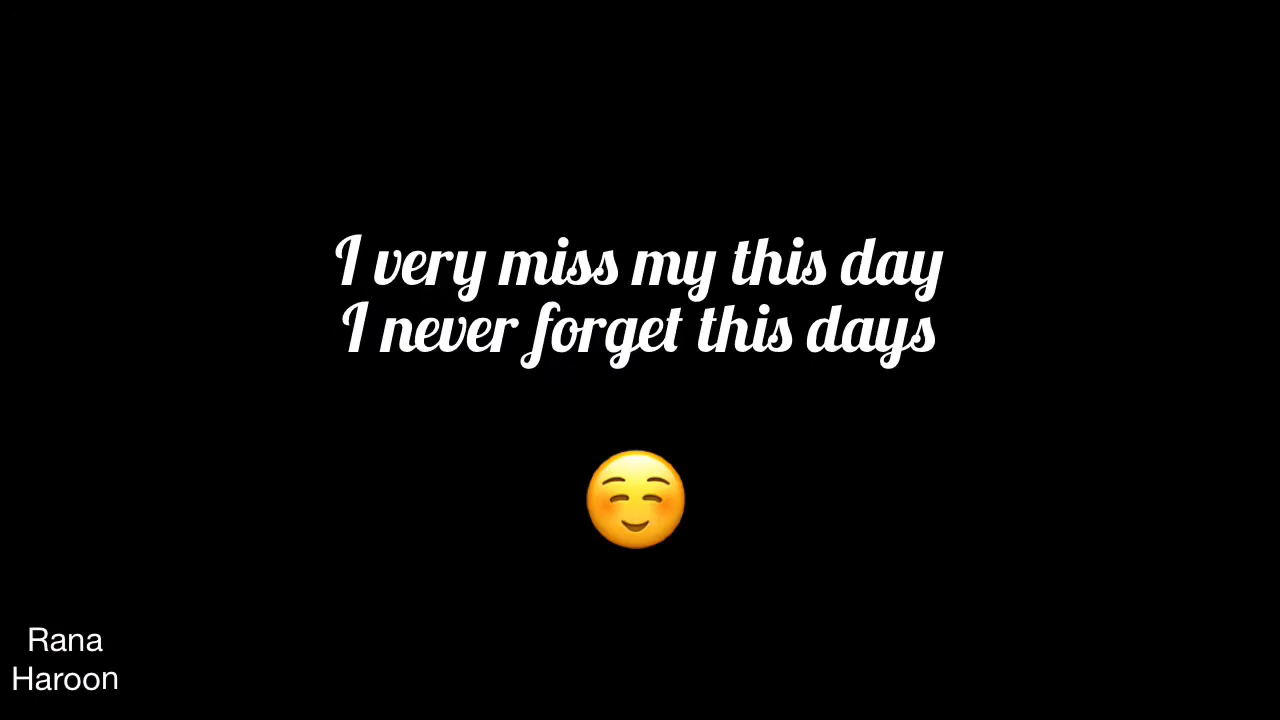 I very miss my this day
I never forget this days
☺️
Rana
Haroon